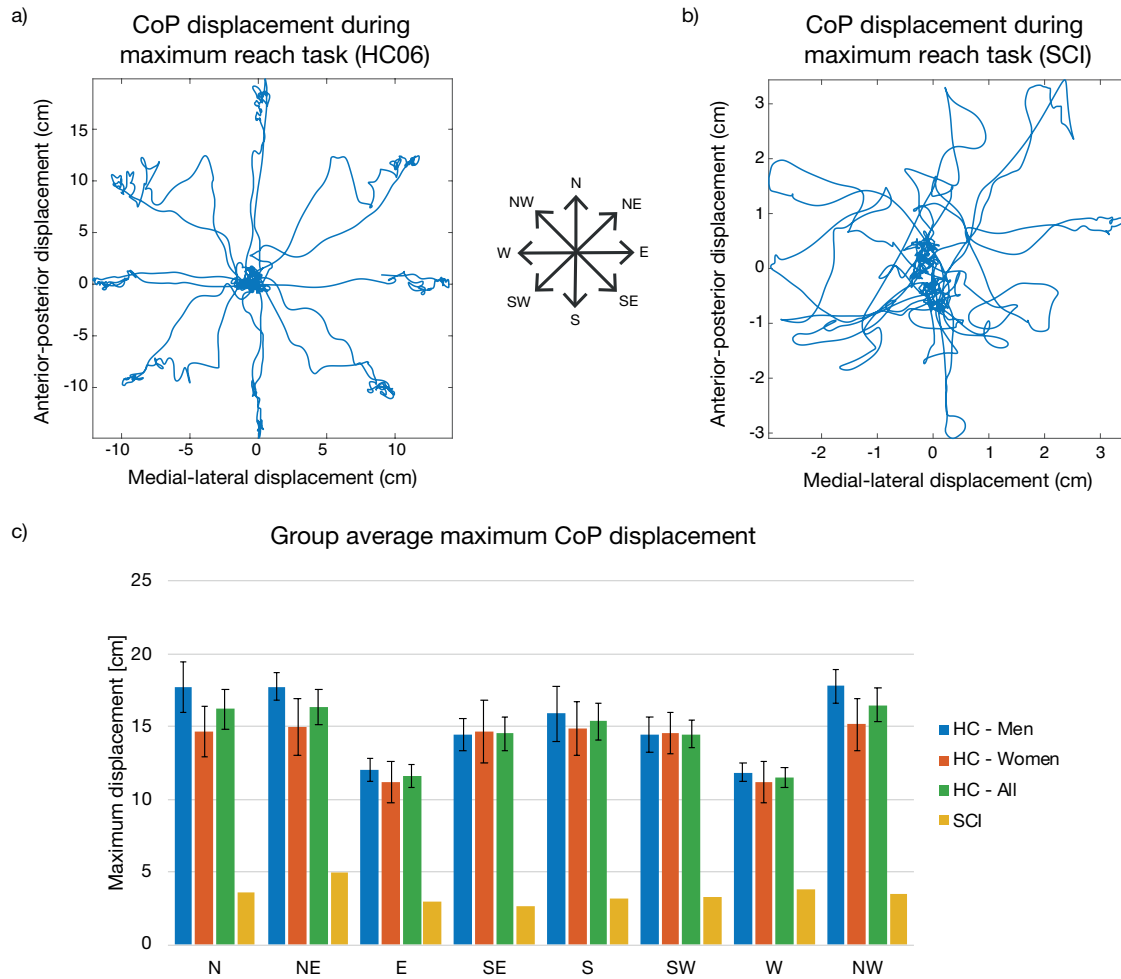 a)
CoP displacement during
maximum reach task (HC06)
Anterior-posterior displacement (cm)
15
10
5
0
-5
-10
-10
-5
0
5
10
Medial-lateral displacement (cm)
N
NW
NE
W
E
SW
SE
S
b)
CoP displacement during
maximum reach task (SCI)
Anterior-posterior displacement (cm)
3
2
1
0
-1
-2
-3
-2
-1
0
1
2
3
Medial-lateral displacement (cm)
c)
Group average maximum CoP displacement
Maximum displacement [cm]
25
20
15
10
5
0
N
NE
E
SE
S
SW
W
NW
HC - Men
HC - Women
HC - All
SCI